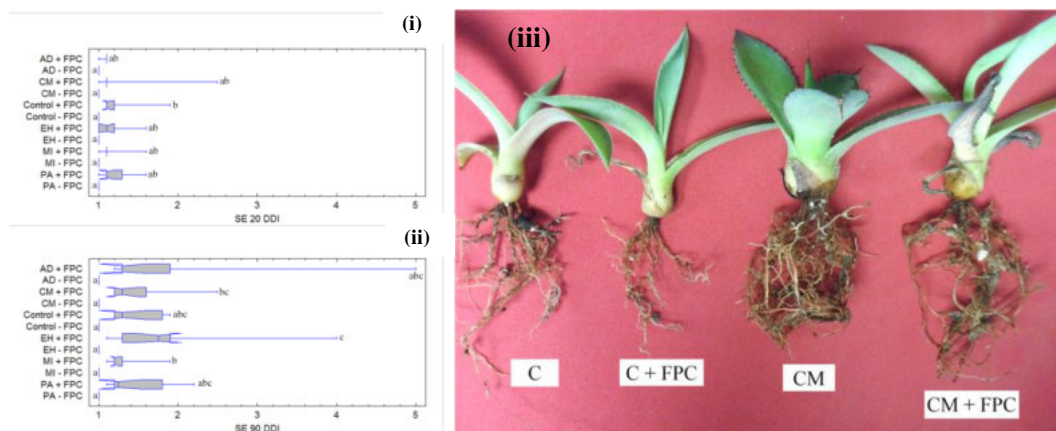 (i)
AD + FPC
ab
AD - FPC
a
CM + FPC
ab
CM - FPC
a
Control + FPC
b
Control - FPC
a
EH + FPC
ab
EH - FPC
a
MI + FPC
ab
MI - FPC
a
PA + FPC
ab
PA - FPC
a
1 2 3 4 5
SE 20 DDI
(ii)
AD + FPC
abc
AD - FPC
a
CM + FPC
bc
CM - FPC
a
Control + FPC
abc
Control - FPC
a
EH + FPC
c
EH - FPC
a
MI + FPC
b
MI - FPC
a
PA + FPC
abc
PA - FPC
a
1 2 3 4 5
SE 90 DDI
(iii)
C
C + FPC
CM
CM + FPC